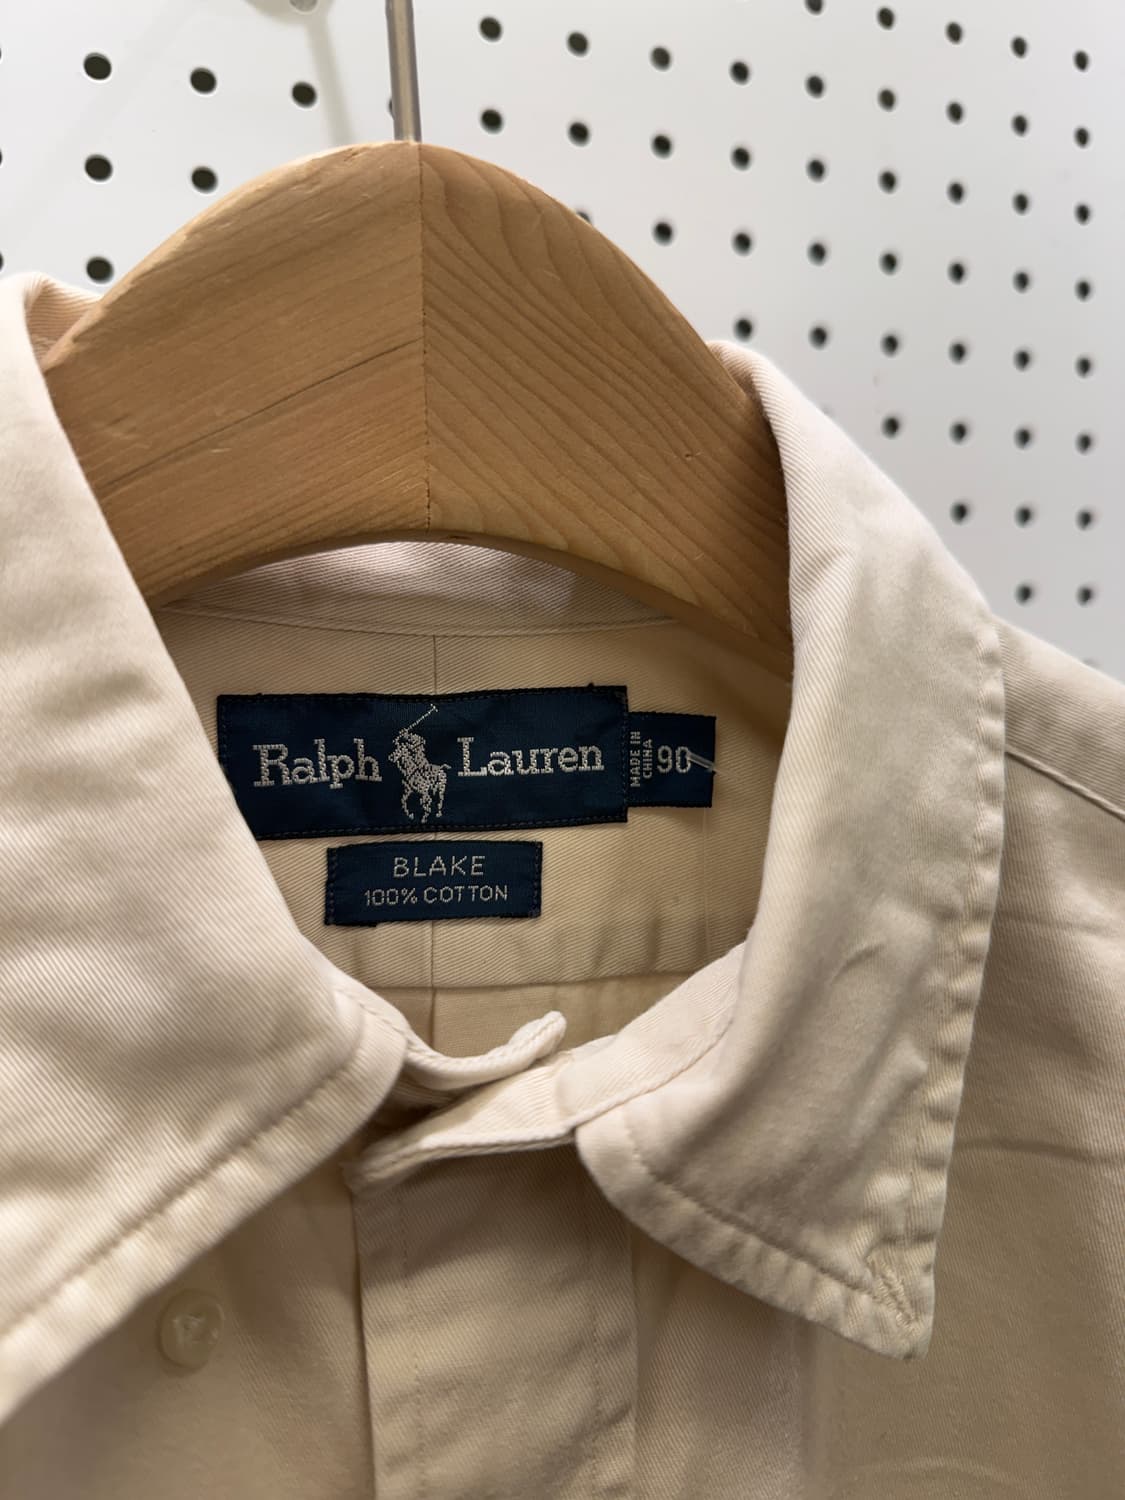 Ralph Lauren
MADE IN
CHINA
90
BLAKE
100% COTTON